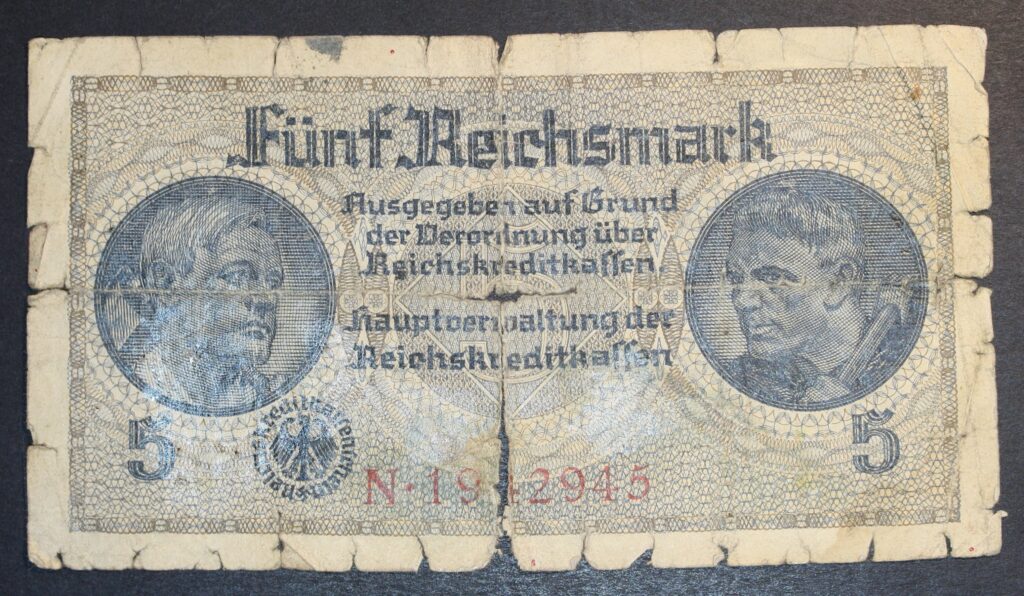 Fünf Reichsmark
Ausgegeben auf Grund
der Verordnung über
Reichskreditkassen.
Hauptverwaltung der
Reichskreditkassen
5
5